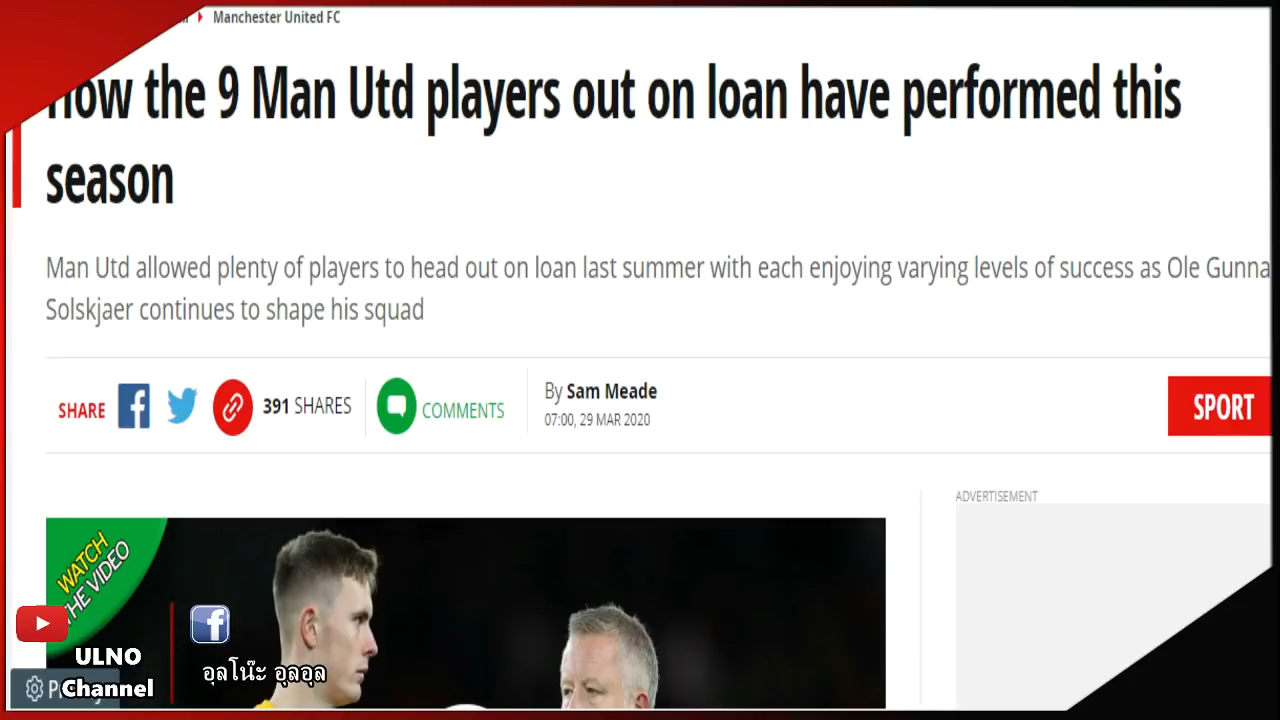 Manchester United FC
How the 9 Man Utd players out on loan have performed this
season
Man Utd allowed plenty of players to head out on loan last summer with each enjoying varying levels of success as Ole Gunna
Solskjaer continues to shape his squad
SHARE 391 SHARES COMMENTS
By Sam Meade
07:00, 29 MAR 2020
SPORT
ADVERTISEMENT
WATCH
THE VIDEO
ULNO
Channel
อุลโน๊ะ อุลอุล